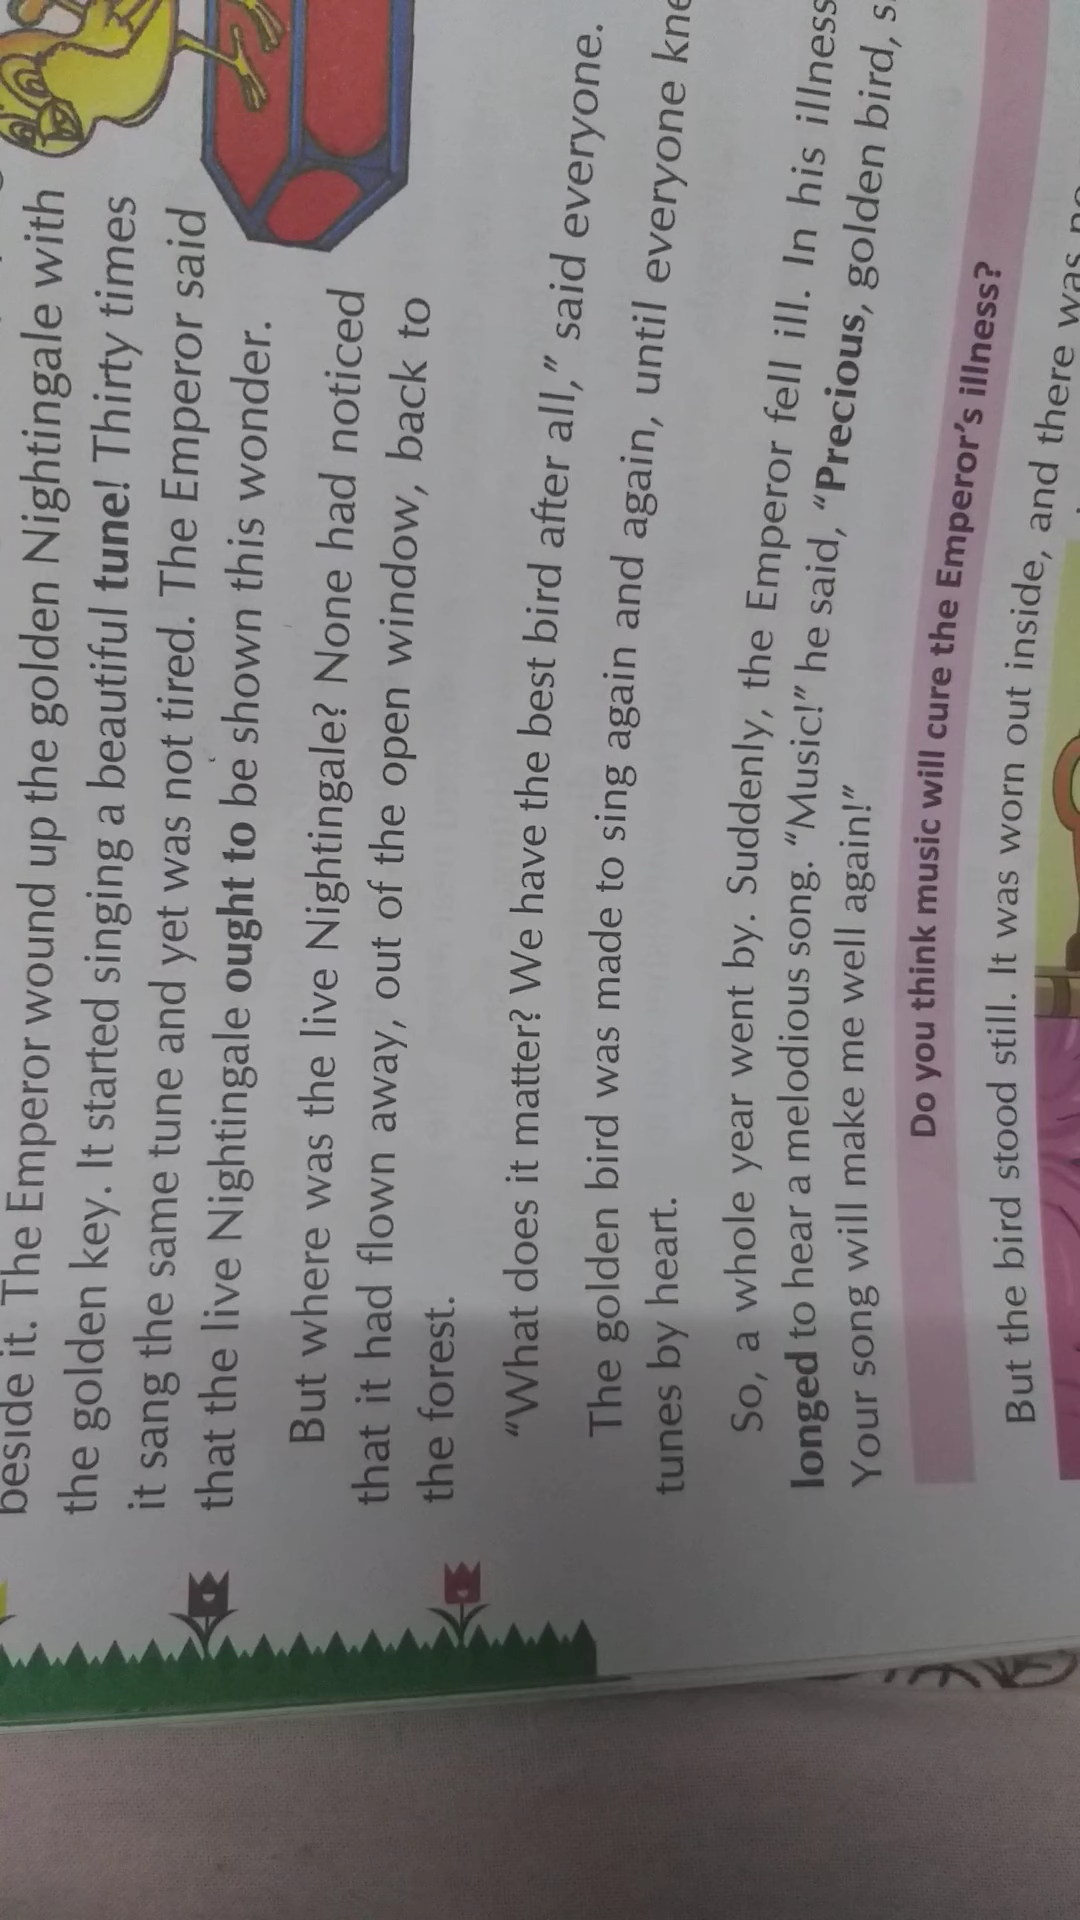 beside it. The Emperor wound up the golden Nightingale with
the golden key. It started singing a beautiful tune! Thirty times
it sang the same tune and yet was not tired. The Emperor said
that the live Nightingale ought to be shown this wonder.
But where was the live Nightingale? None had noticed
that it had flown away, out of the open window, back to
the forest.
“What does it matter? We have the best bird after all,” said everyone.
The golden bird was made to sing again and again, until everyone
tunes by heart.
So, a whole year went by. Suddenly, the Emperor fell ill. In his illness
longed to hear a melodious song. “Music!” he said, “Precious, golden bird,
Your song will make me well again!”
Do you think music will cure the Emperor’s illness?
But the bird stood still. It was worn out inside, and there was